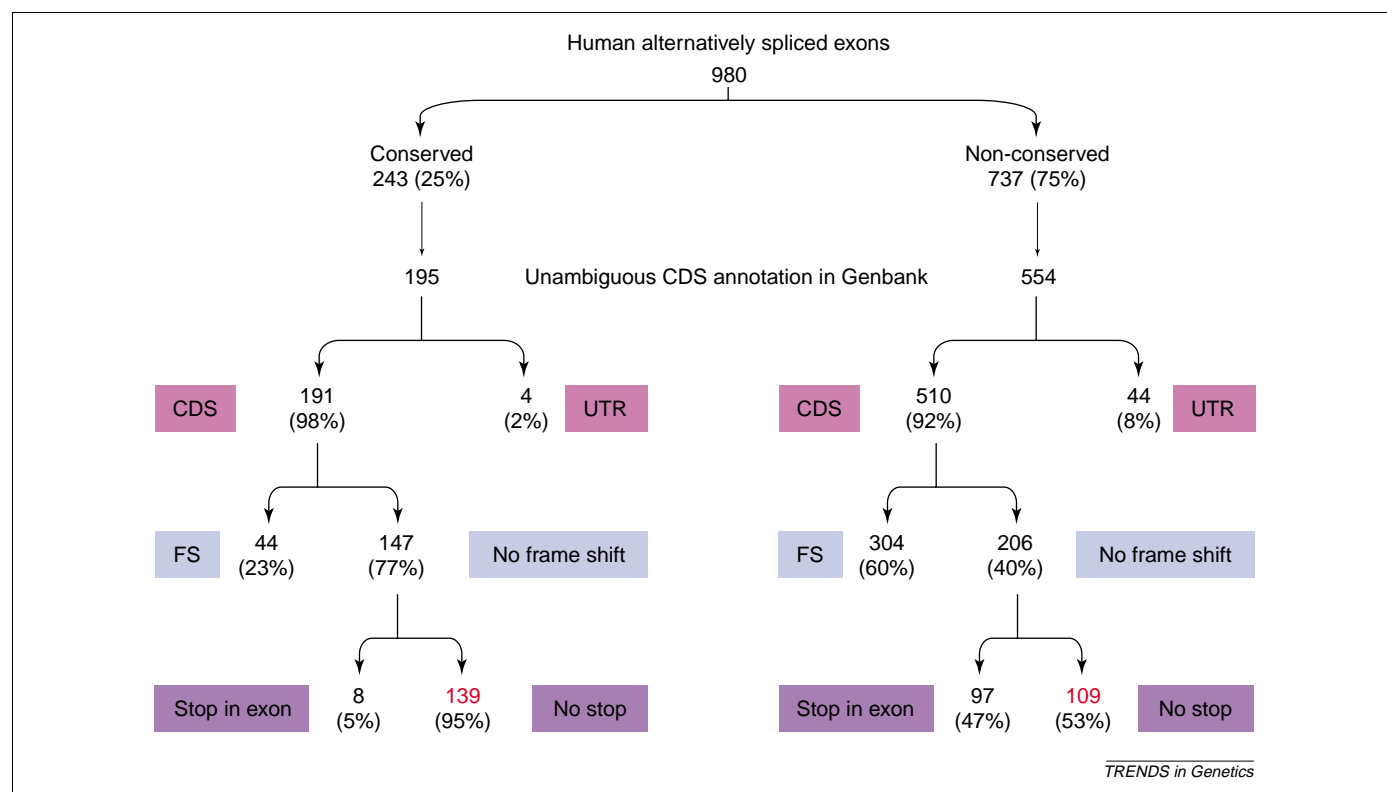 Human alternatively spliced exons
980
Conserved
243 (25%)
Non-conserved
737 (75%)
195
Unambiguous CDS annotation in Genbank
554
CDS
191
(98%)
4
(2%)
UTR
CDS
510
(92%)
44
(8%)
UTR
FS
44
(23%)
147
(77%)
No frame shift
FS
304
(60%)
206
(40%)
No frame shift
Stop in exon
8
(5%)
139
(95%)
No stop
Stop in exon
97
(47%)
109
(53%)
No stop
TRENDS in Genetics